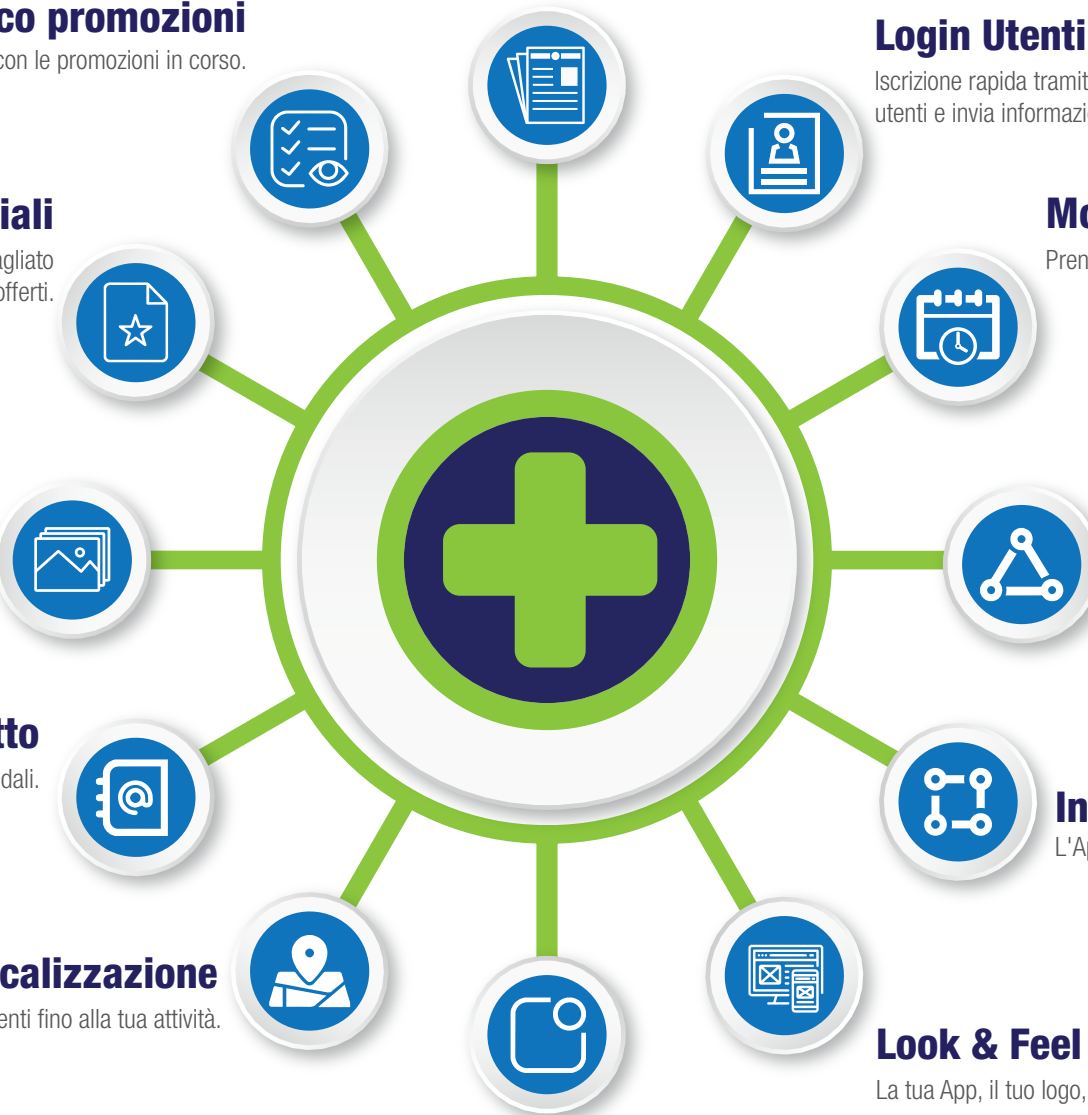 co promozioni
con le promozioni in corso.
Login Utenti
Iscrizione rapida tramit
utenti e invia informazi
iali
agliato
offerti.
Mo
Pren
tto
dali.
In
L'Ap
calizzazione
enti fino alla tua attività.
Look & Feel
La tua App, il tuo logo,